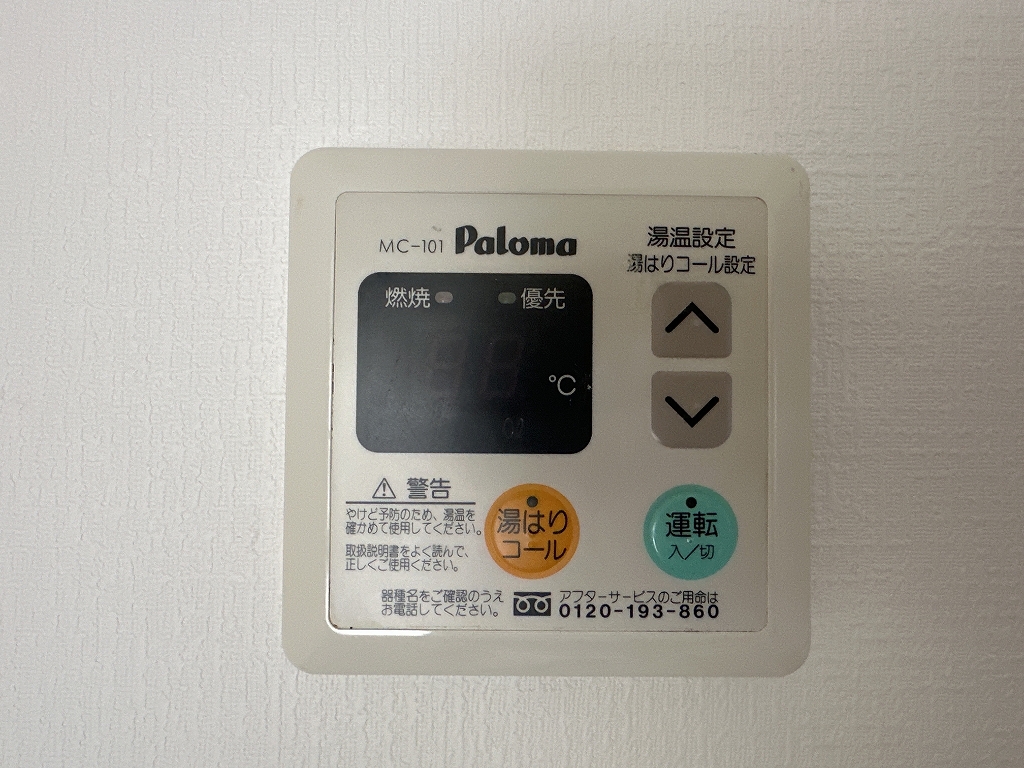 MC-101 Paloma
湯温設定
湯はりコール設定
燃焼 優先
℃
警告
やけど予防のため、湯温を
確かめて使用してください。
取扱説明書をよく読んで、
正しくご使用ください。
湯はり
コール
運転
入/切
器種名をご確認のうえ
お電話してください。
アフターサービスのご用命は
0120-193-860